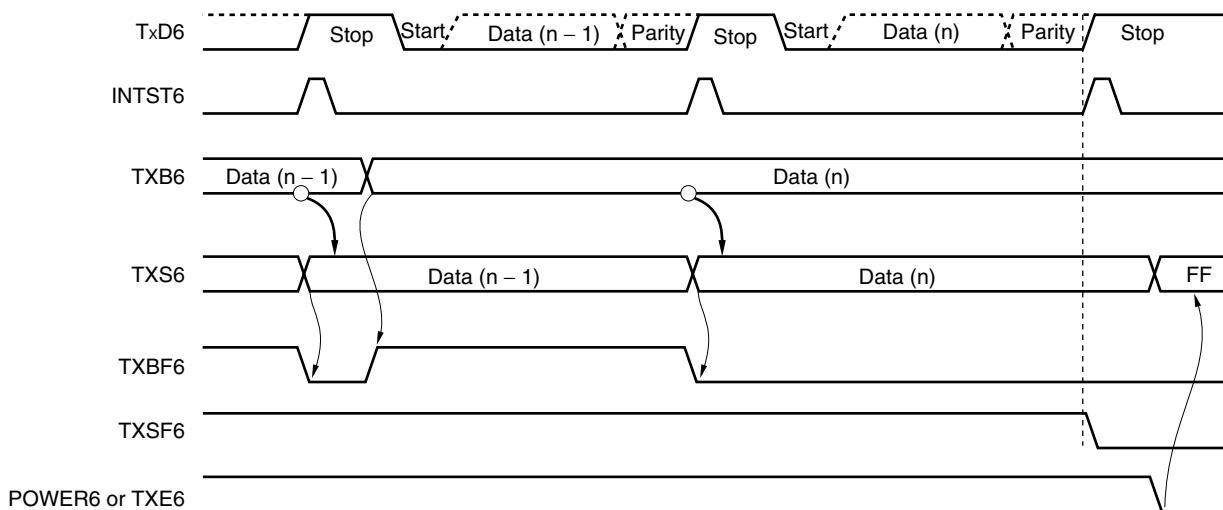 TxD6 Stop Start Data (n − 1) Parity Stop Start Data (n) Parity Stop
INTST6
TXB6 Data (n − 1) Data (n)
TXS6 Data (n − 1) Data (n) FF
TXBF6
TXSF6
POWER6 or TXE6